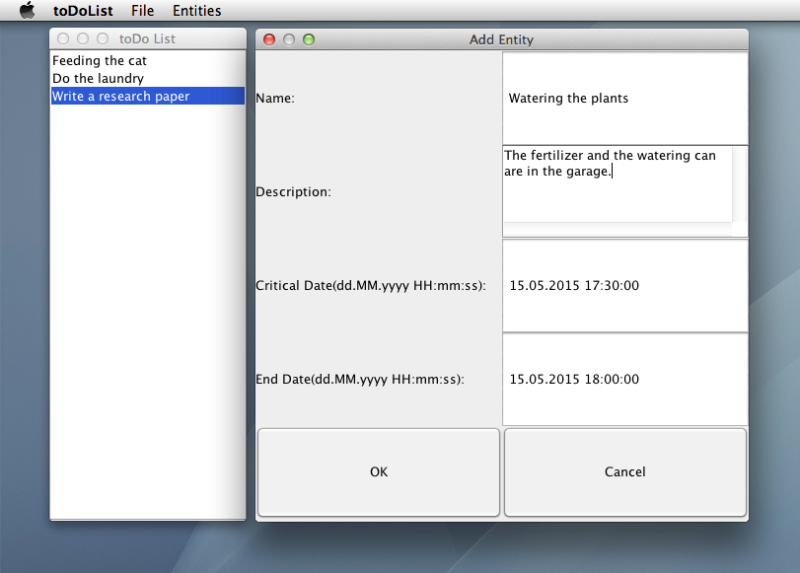 toDoList File Entities
toDo List
Feeding the cat
Do the laundry
Write a research paper
Add Entity
Name:
Watering the plants
Description:
The fertilizer and the watering can
are in the garage.
Critical Date(dd.MM.yyyy HH:mm:ss):
15.05.2015 17:30:00
End Date(dd.MM.yyyy HH:mm:ss):
15.05.2015 18:00:00
OK
Cancel